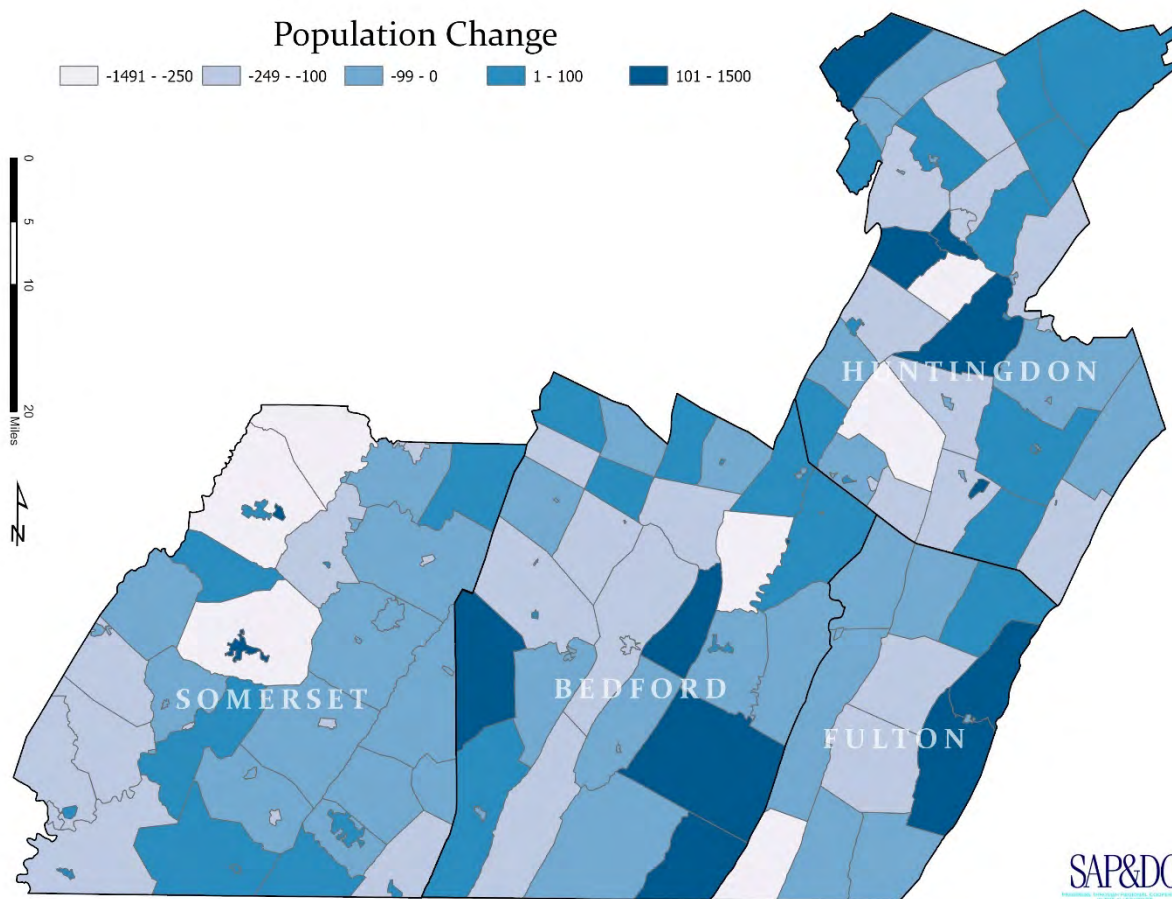 Population Change
-1491 - -250
-249 - -100
-99 - 0
1 - 100
101 - 1500
0
5
10
20
Miles
N
HUNTINGDON
SOMERSET
BEDFORD
FULTON
SAP&DC